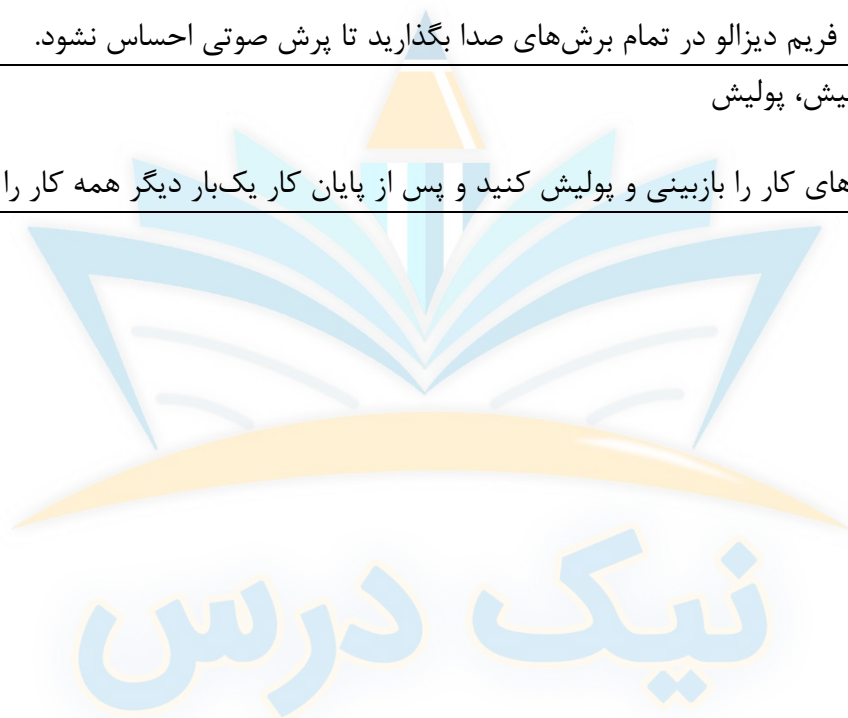 فریم دیزالو در تمام برش‌های صدا بگذارید تا پرش صوتی احساس نشود.
پولیش
های کار را بازبینی و پولیش کنید و پس از پایان کار یک‌بار دیگر همه کار را
نیک درس